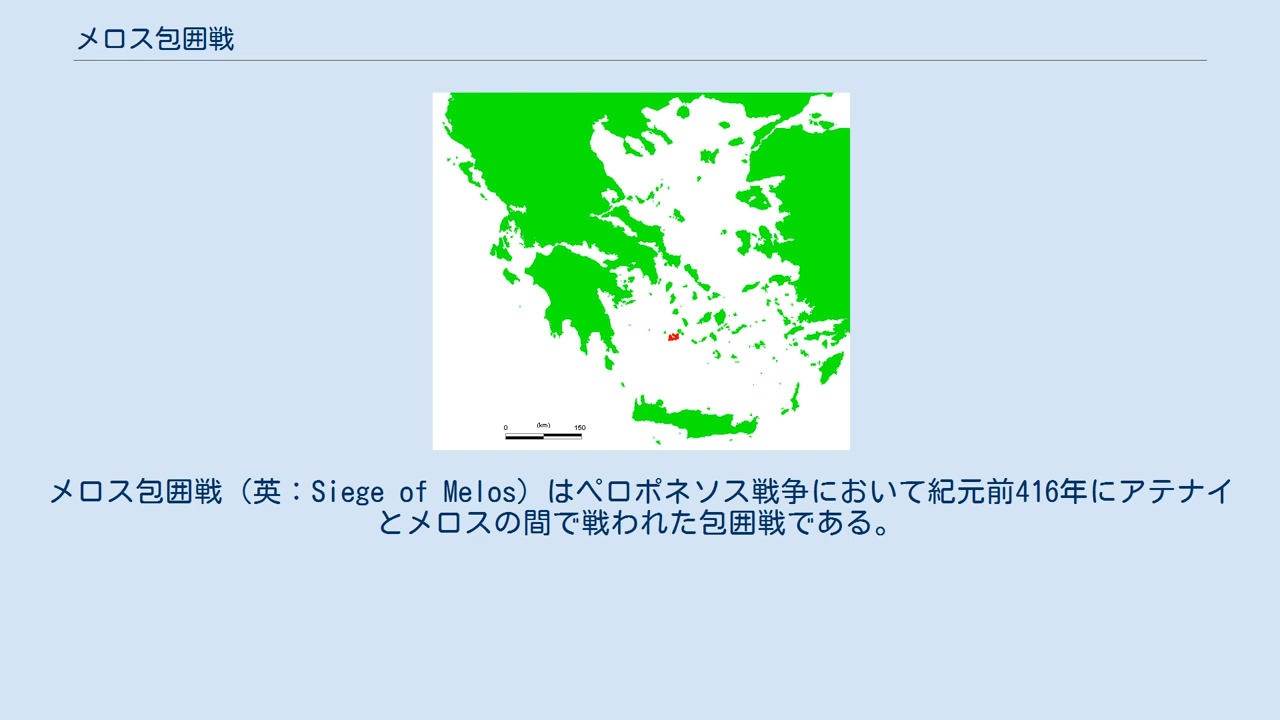 メロス包囲戦
0 (km) 150
メロス包囲戦（英：Siege of Melos）はペロポネソス戦争において紀元前416年にアテナイ
とメロスの間で戦われた包囲戦である。